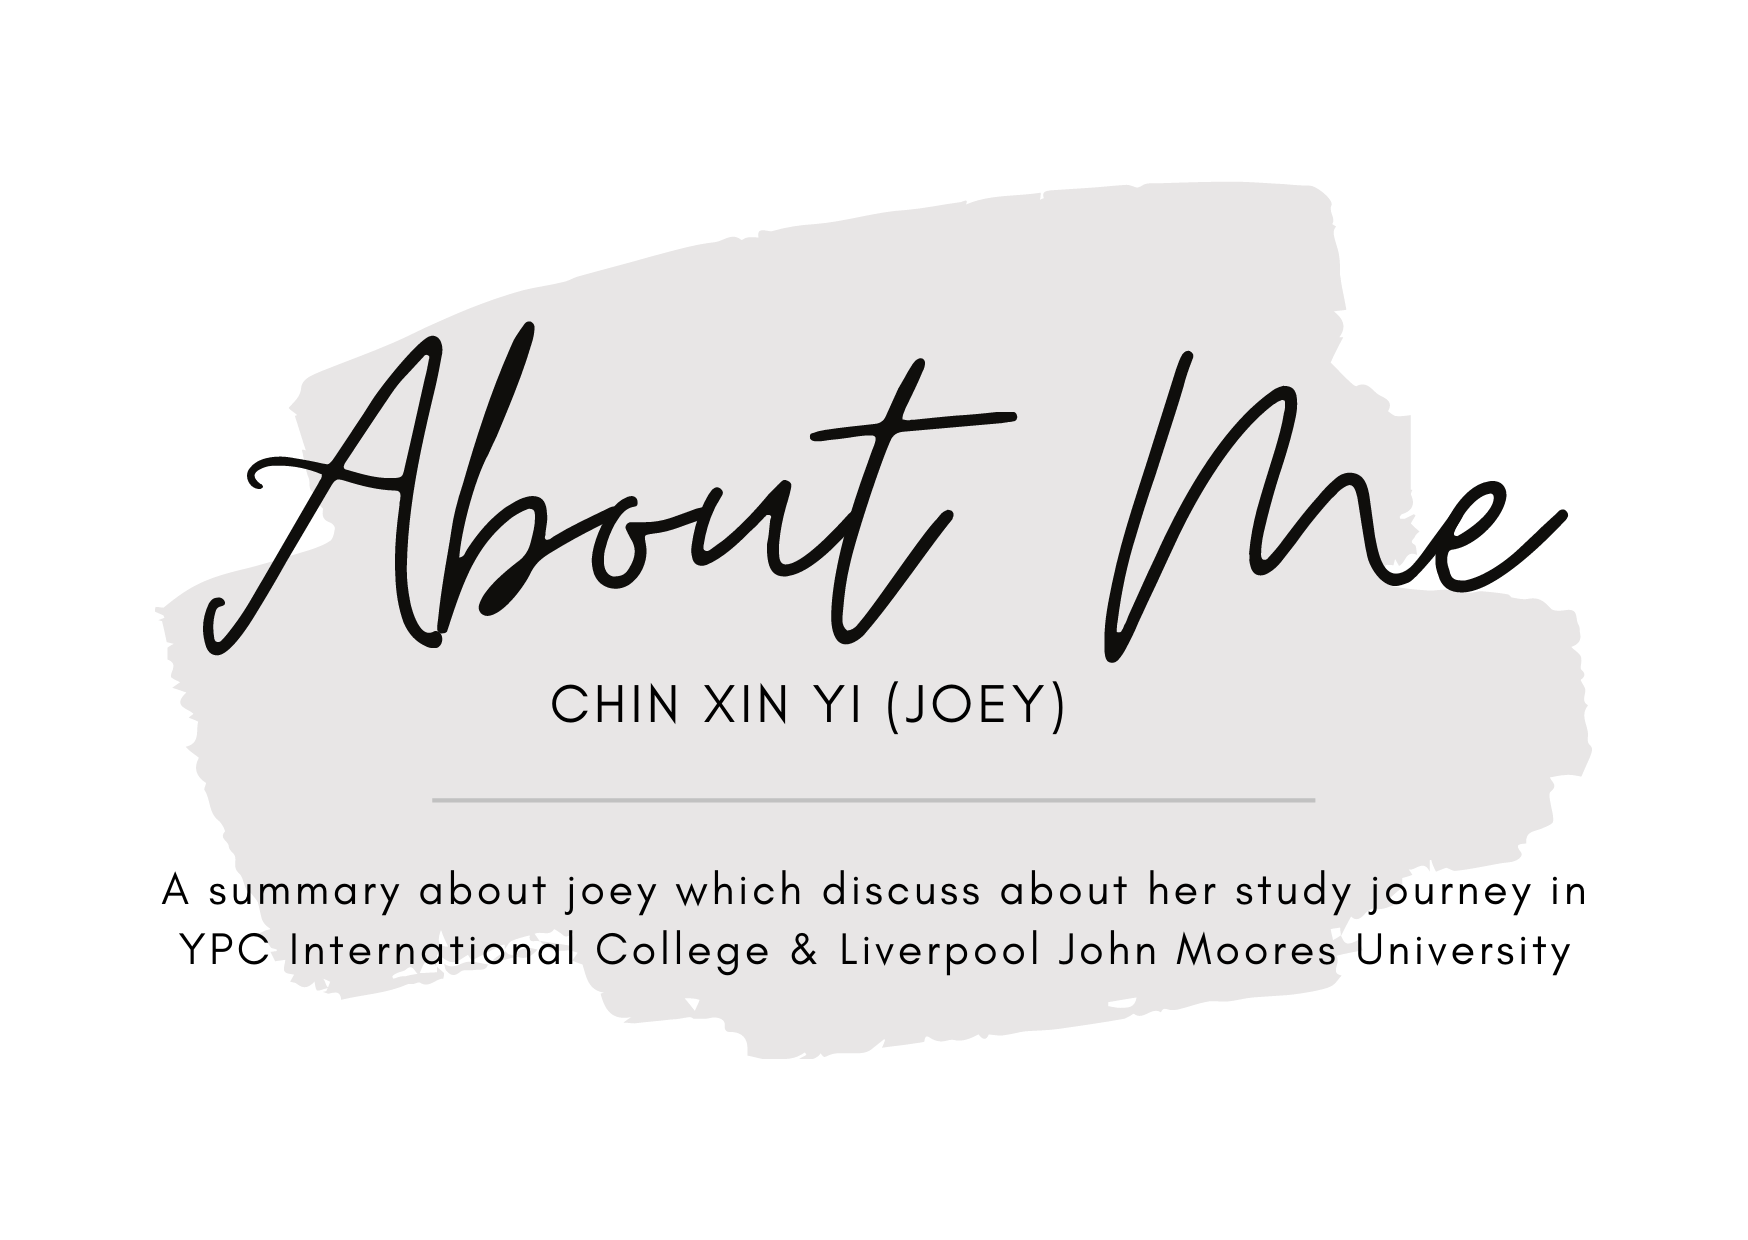 About Me
CHIN XIN YI (JOEY)
A summary about joey which discuss about her study journey in
YPC International College & Liverpool John Moores University